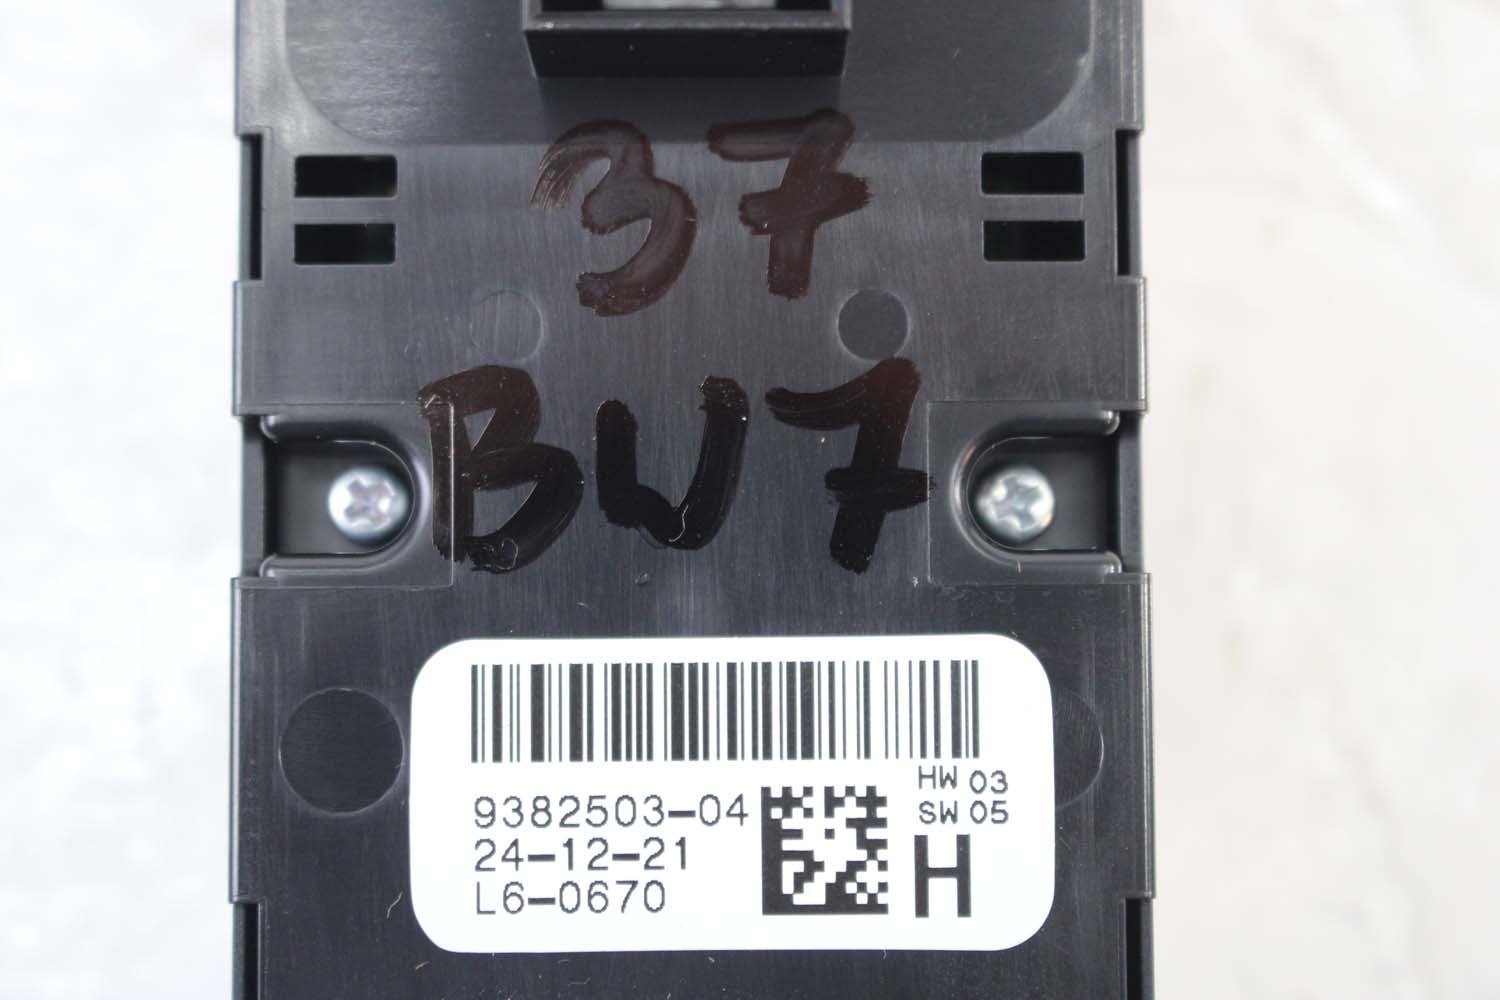 37
BU7
HW 03
9382503-04 SW 05
24-12-21
L6-0670 H